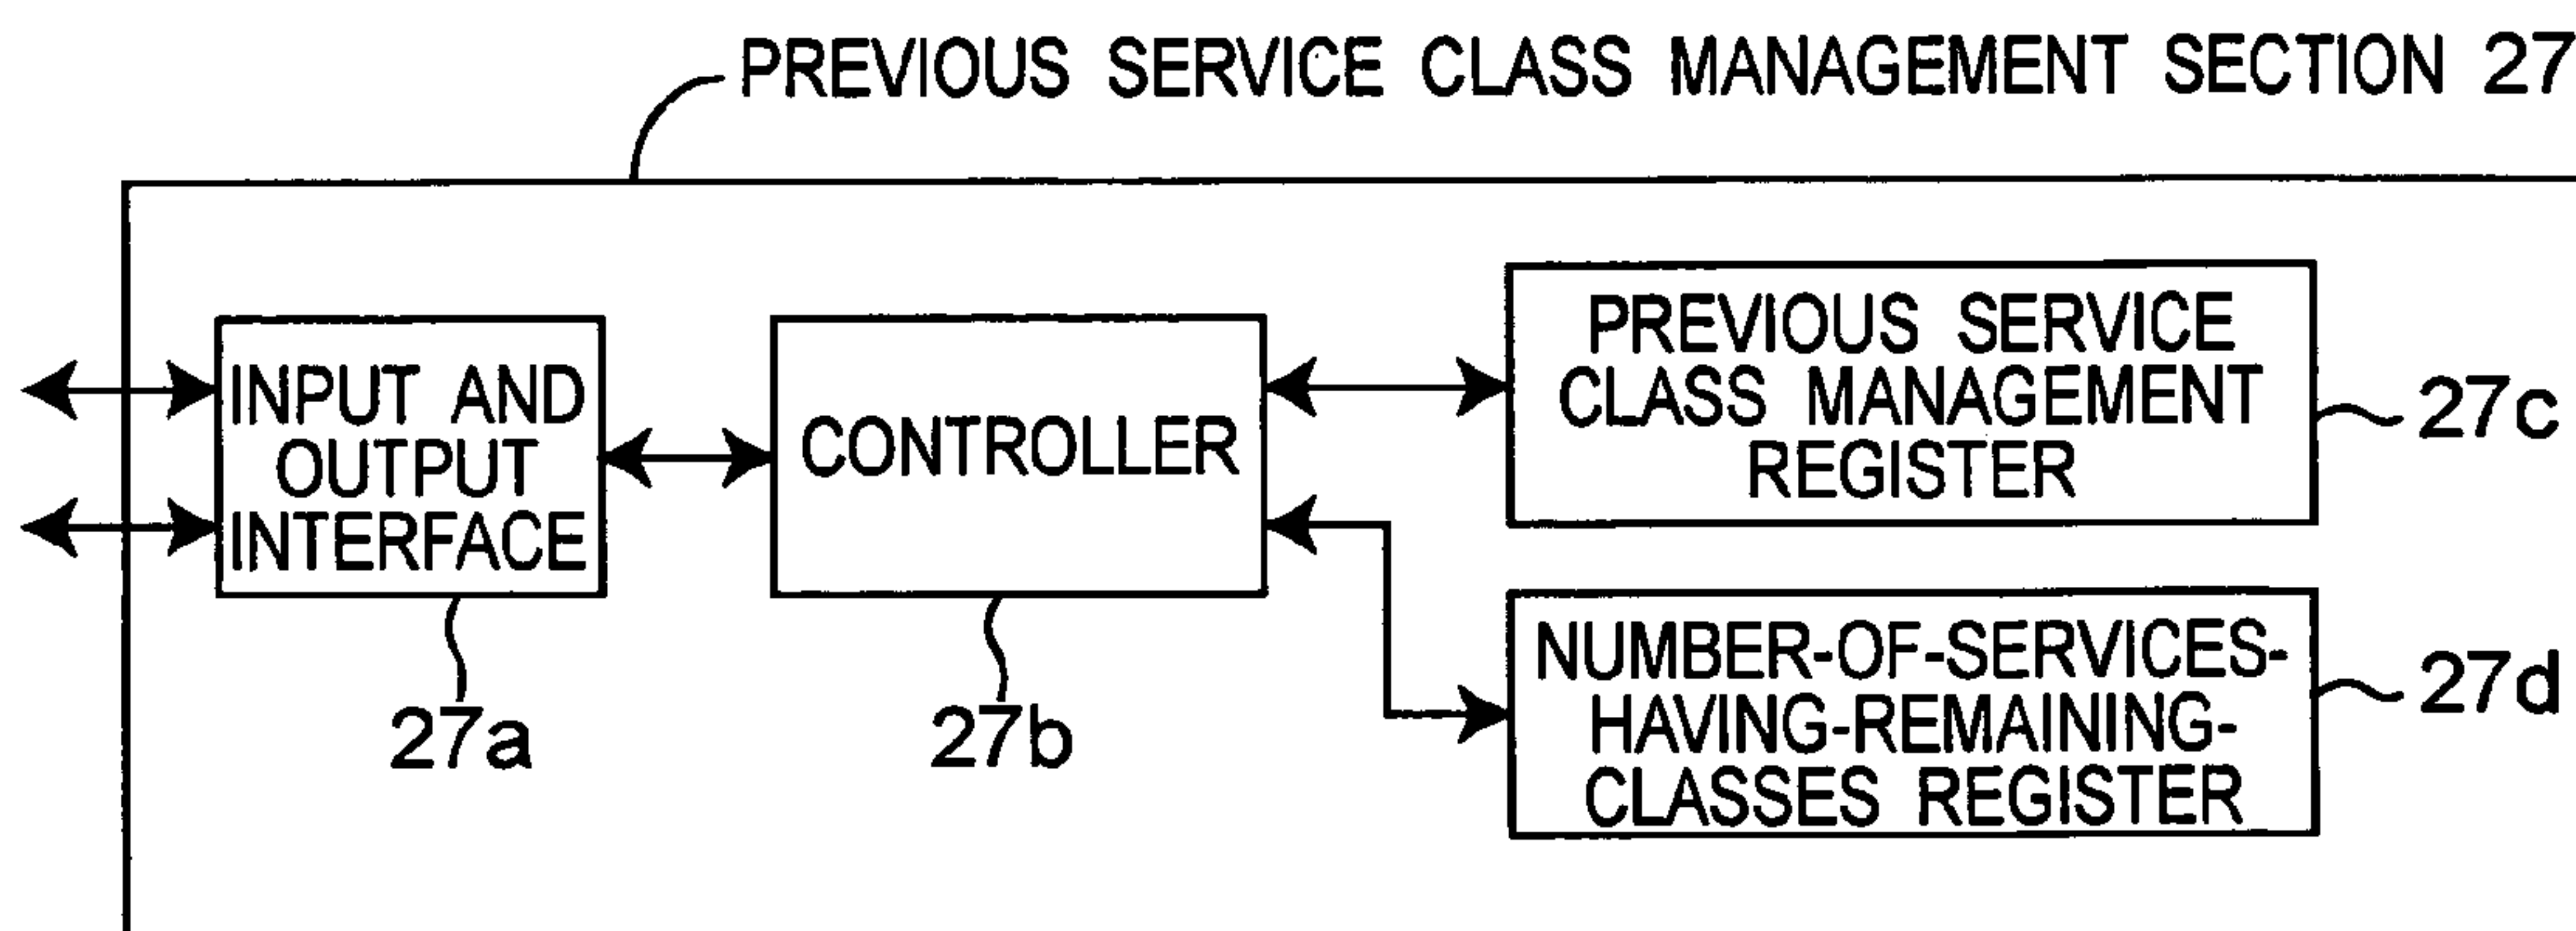 PREVIOUS SERVICE CLASS MANAGEMENT SECTION 27
INPUT AND
OUTPUT
INTERFACE
27a
CONTROLLER
27b
PREVIOUS SERVICE
CLASS MANAGEMENT
REGISTER
27c
NUMBER-OF-SERVICES-
HAVING-REMAINING-
CLASSES REGISTER
27d